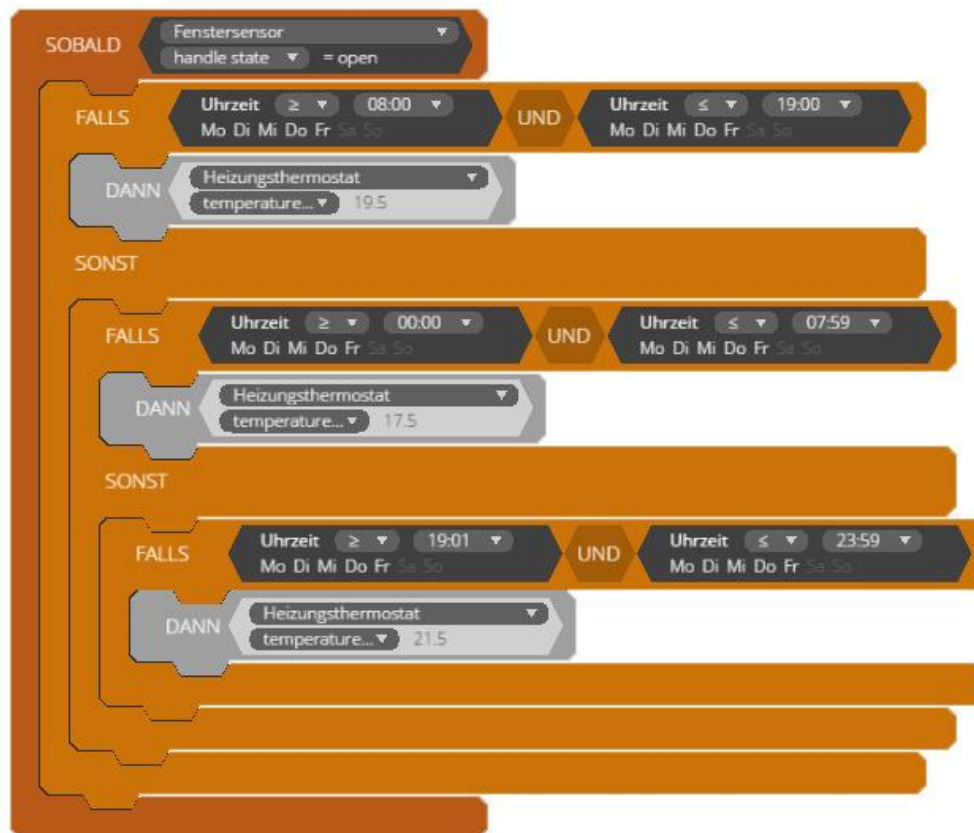 SOBALD Fenstersensor
handle state = open
FALLS Uhrzeit ≥ 08:00 UND Uhrzeit ≤ 19:00
Mo Di Mi Do Fr Sa So Mo Di Mi Do Fr Sa So
DANN Heizungsthermostat
temperature... 19.5
SONST
FALLS Uhrzeit ≥ 00:00 UND Uhrzeit ≤ 07:59
Mo Di Mi Do Fr Sa So Mo Di Mi Do Fr Sa So
DANN Heizungsthermostat
temperature... 17.5
SONST
FALLS Uhrzeit ≥ 19:01 UND Uhrzeit ≤ 23:59
Mo Di Mi Do Fr Sa So Mo Di Mi Do Fr Sa So
DANN Heizungsthermostat
temperature... 21.5